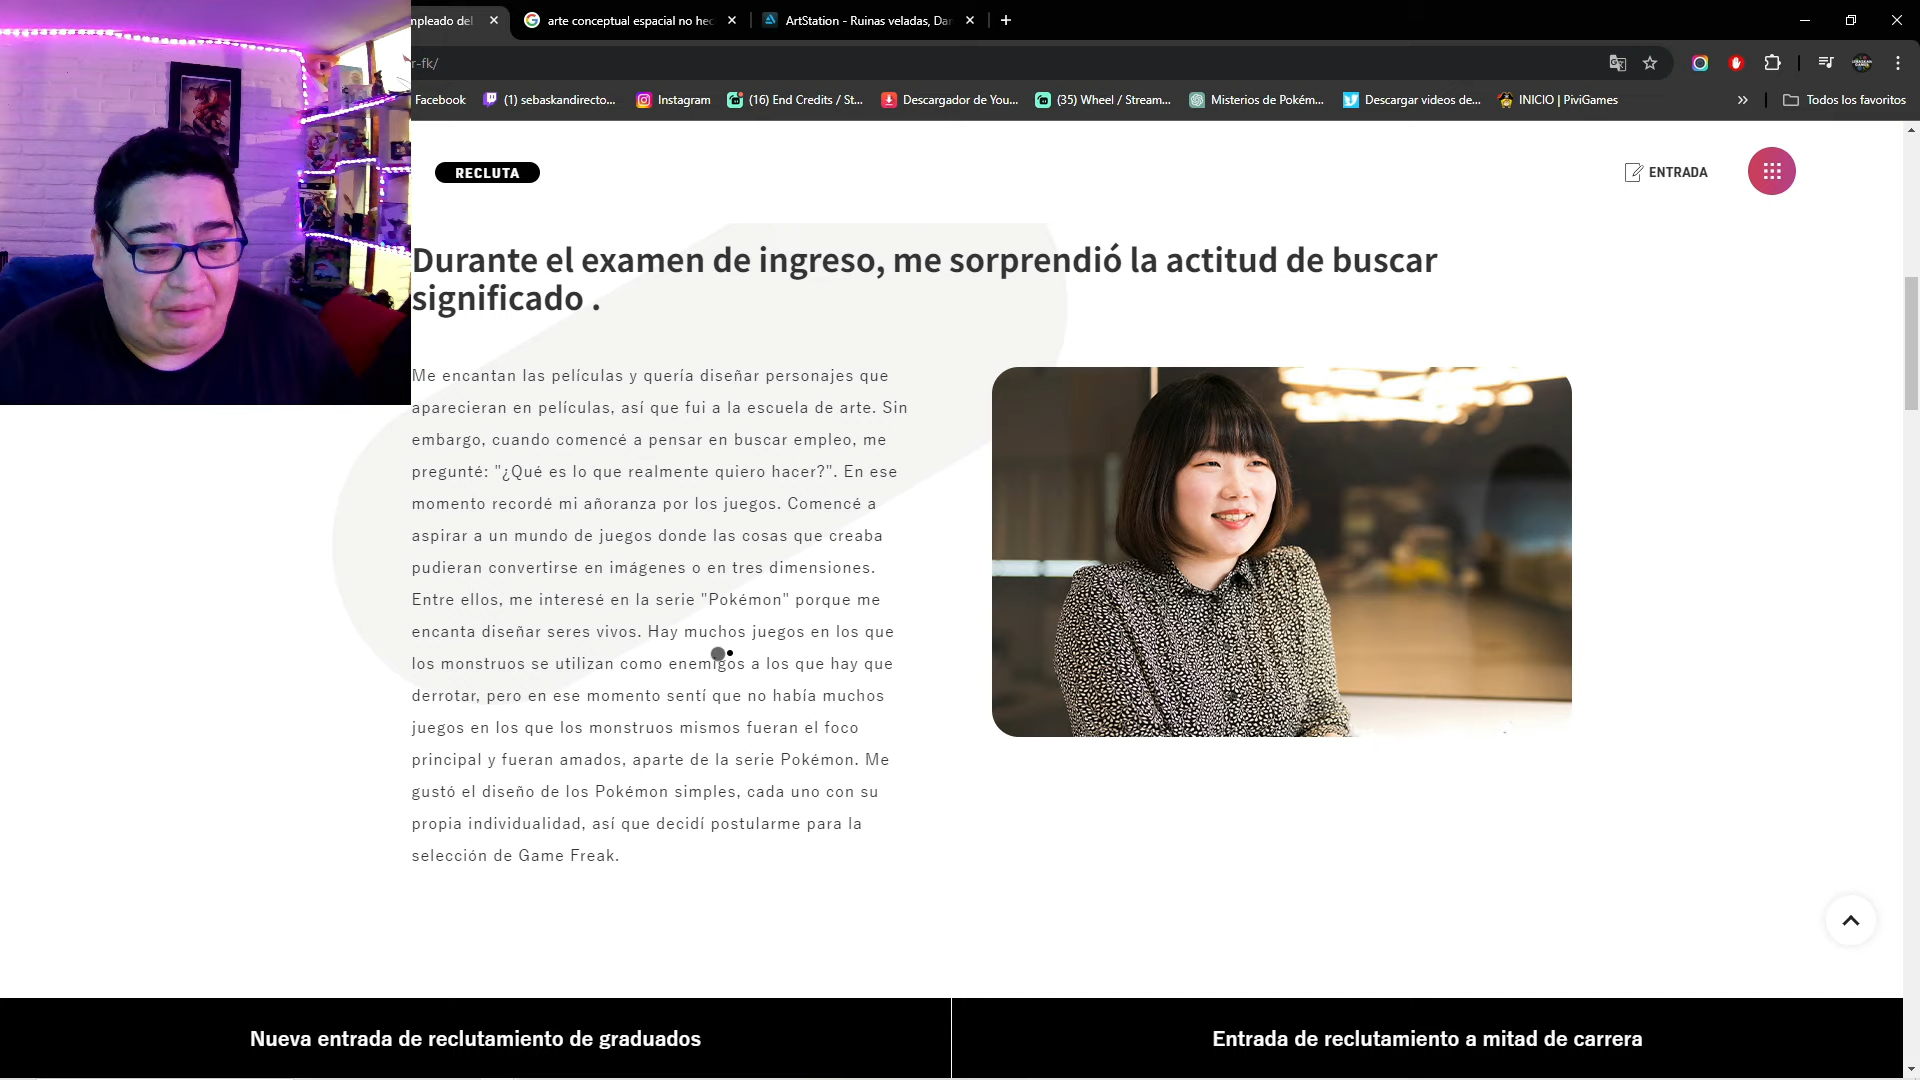 mpleado del
arte conceptual espacial no hec
ArtStation - Ruinas veladas, Dar
r-fk/
Facebook
(1) sebaskandirecto...
Instagram
(16) End Credits / St...
Descargador de You...
(35) Wheel / Stream...
Misterios de Pokém...
Descargar videos de...
INICIO | PiviGames
Todos los favoritos
RECLUTA
ENTRADA
Durante el examen de ingreso, me sorprendió la actitud de buscar
significado .
Me encantan las películas y quería diseñar personajes que
aparecieran en películas, así que fui a la escuela de arte. Sin
embargo, cuando comencé a pensar en buscar empleo, me
pregunté: "¿Qué es lo que realmente quiero hacer?". En ese
momento recordé mi añoranza por los juegos. Comencé a
aspirar a un mundo de juegos donde las cosas que creaba
pudieran convertirse en imágenes o en tres dimensiones.
Entre ellos, me interesé en la serie "Pokémon" porque me
encanta diseñar seres vivos. Hay muchos juegos en los que
los monstruos se utilizan como enemigos a los que hay que
derrotar, pero en ese momento sentí que no había muchos
juegos en los que los monstruos mismos fueran el foco
principal y fueran amados, aparte de la serie Pokémon. Me
gustó el diseño de los Pokémon simples, cada uno con su
propia individualidad, así que decidí postularme para la
selección de Game Freak.
Nueva entrada de reclutamiento de graduados
Entrada de reclutamiento a mitad de carrera